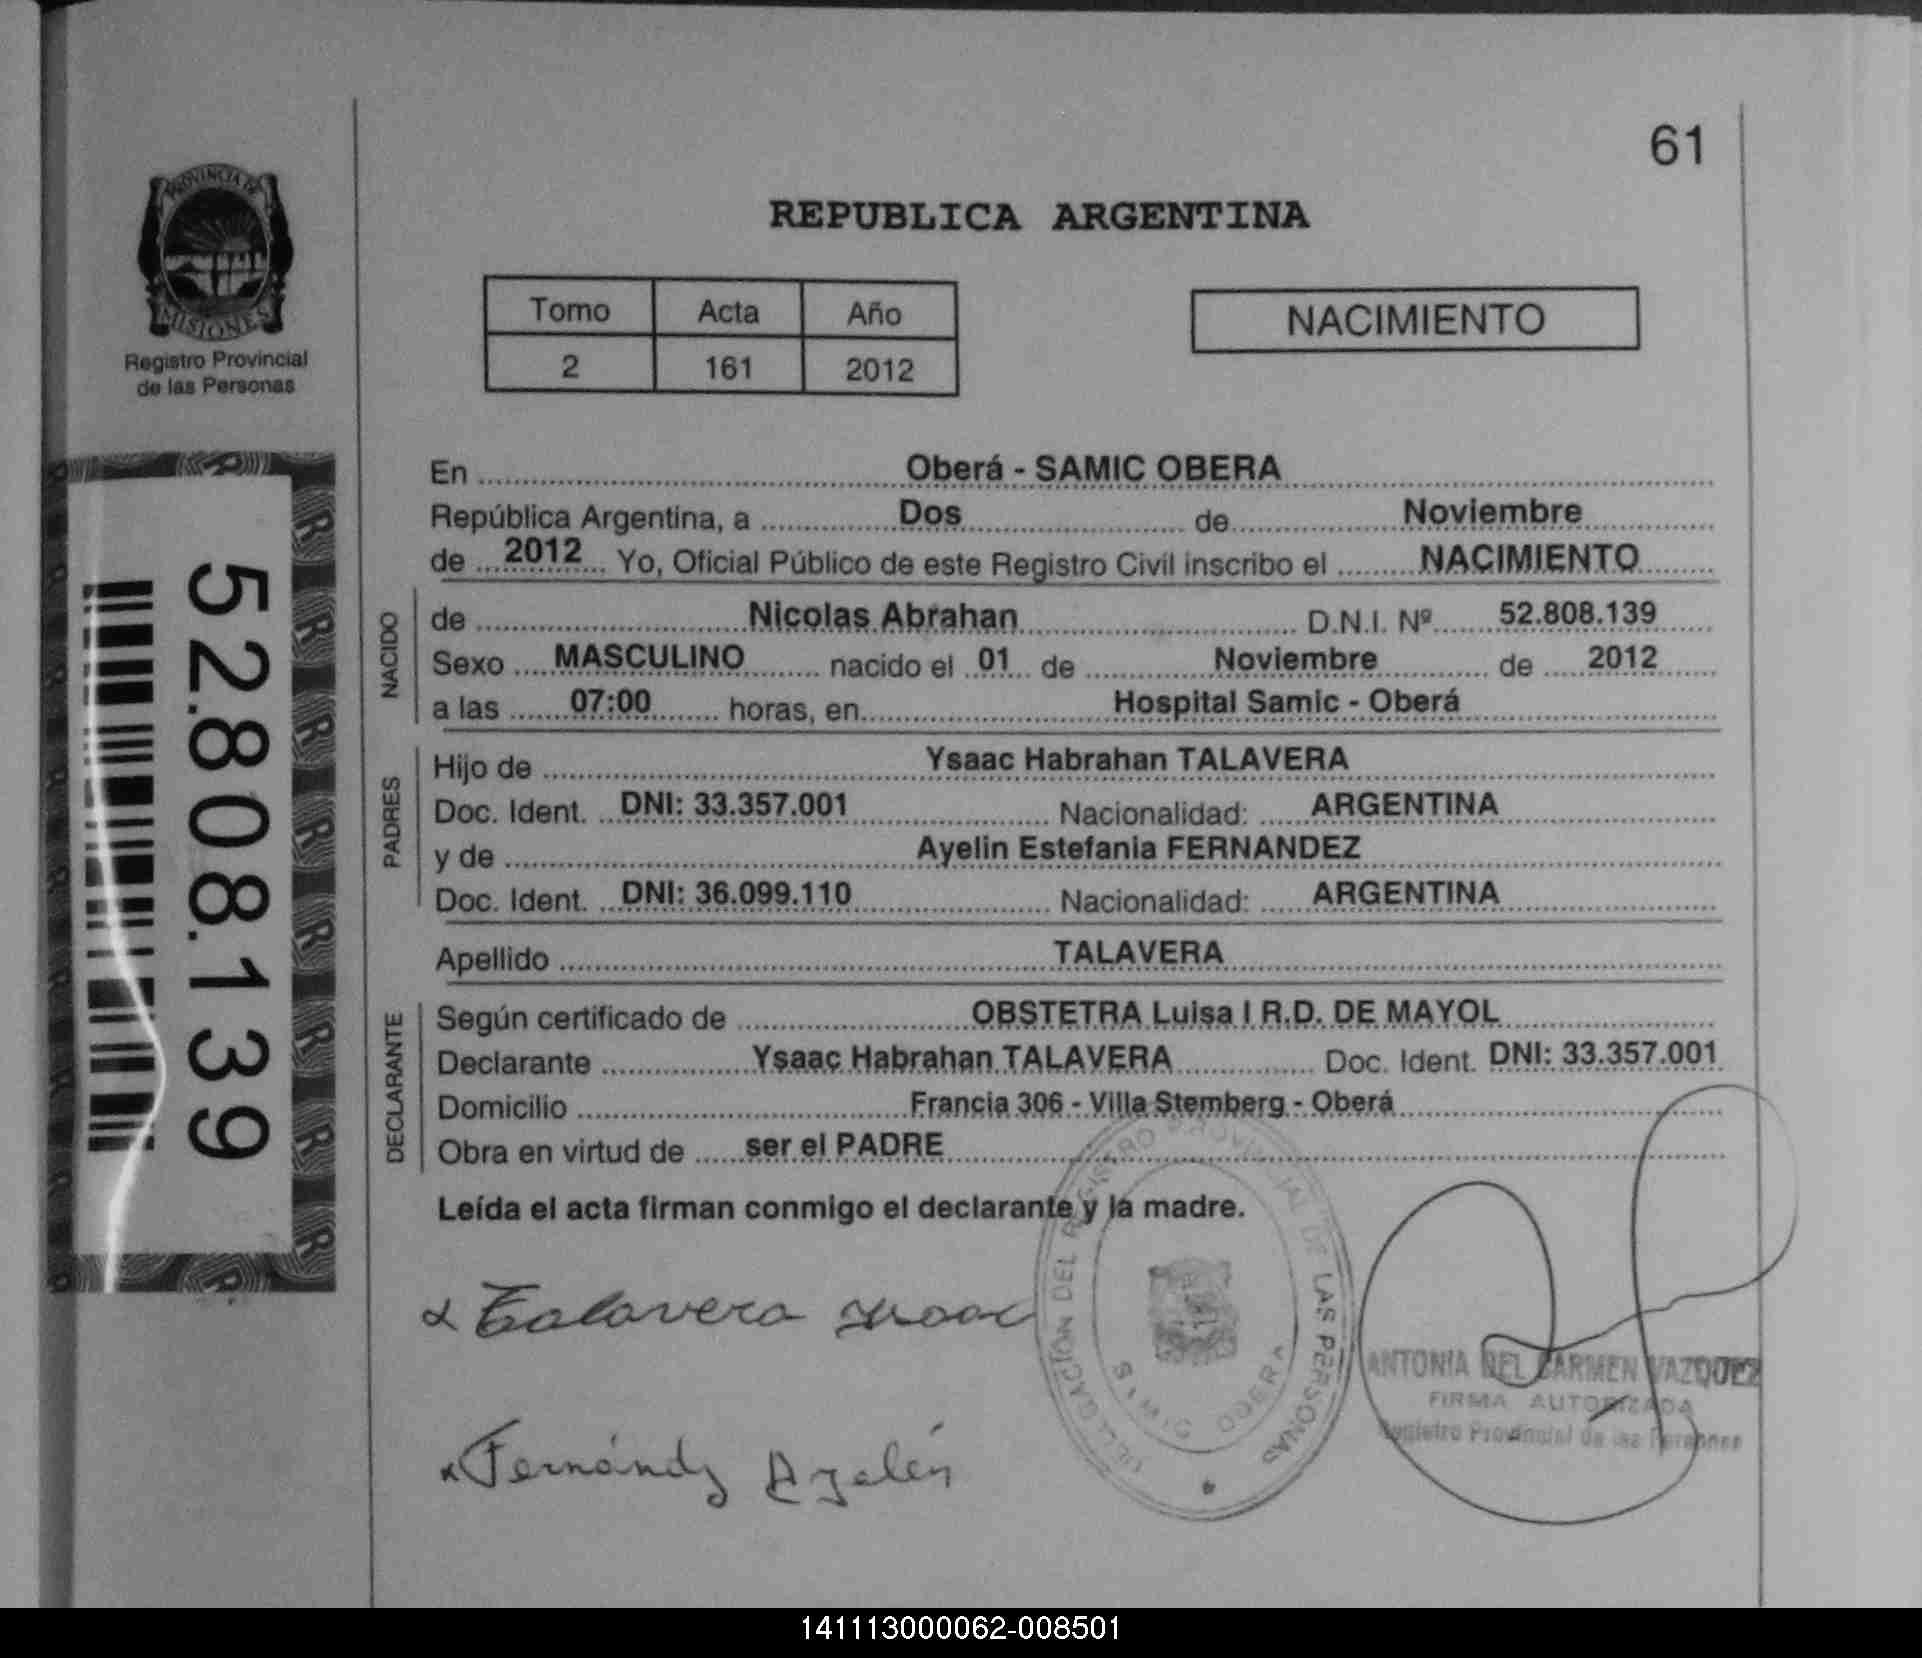 61
PROVINCIA DE
MISIONES
Registro Provincial
de las Personas
REPUBLICA ARGENTINA
Tomo Acta Año
2 161 2012
NACIMIENTO
52.808.139
En Oberá - SAMIC OBERA
República Argentina, a Dos de Noviembre
de 2012 Yo, Oficial Público de este Registro Civil inscribo el NACIMIENTO
NACIDO
de Nicolas Abrahan D.N.I. Nº 52.808.139
Sexo MASCULINO nacido el 01 de Noviembre de 2012
a las 07:00 horas, en Hospital Samic - Oberá
PADRES
Hijo de Ysaac Habrahan TALAVERA
Doc. Ident. DNI: 33.357.001 Nacionalidad: ARGENTINA
y de Ayelin Estefania FERNANDEZ
Doc. Ident. DNI: 36.099.110 Nacionalidad: ARGENTINA
Apellido TALAVERA
DECLARANTE
Según certificado de OBSTETRA Luisa I R.D. DE MAYOL
Declarante Ysaac Habrahan TALAVERA Doc. Ident. DNI: 33.357.001
Domicilio Francia 306 - Villa Stemberg - Oberá
Obra en virtud de ser el PADRE
Leída el acta firman conmigo el declarante y la madre.
Talavera
DEL REGISTRO PROVINCIAL DE LAS PERSONAS
OBERA
ANTONIA DEL CARMEN VAZQUEZ
FIRMA AUTORIZADA
Registro Provincial de las Personas
141113000062-008501